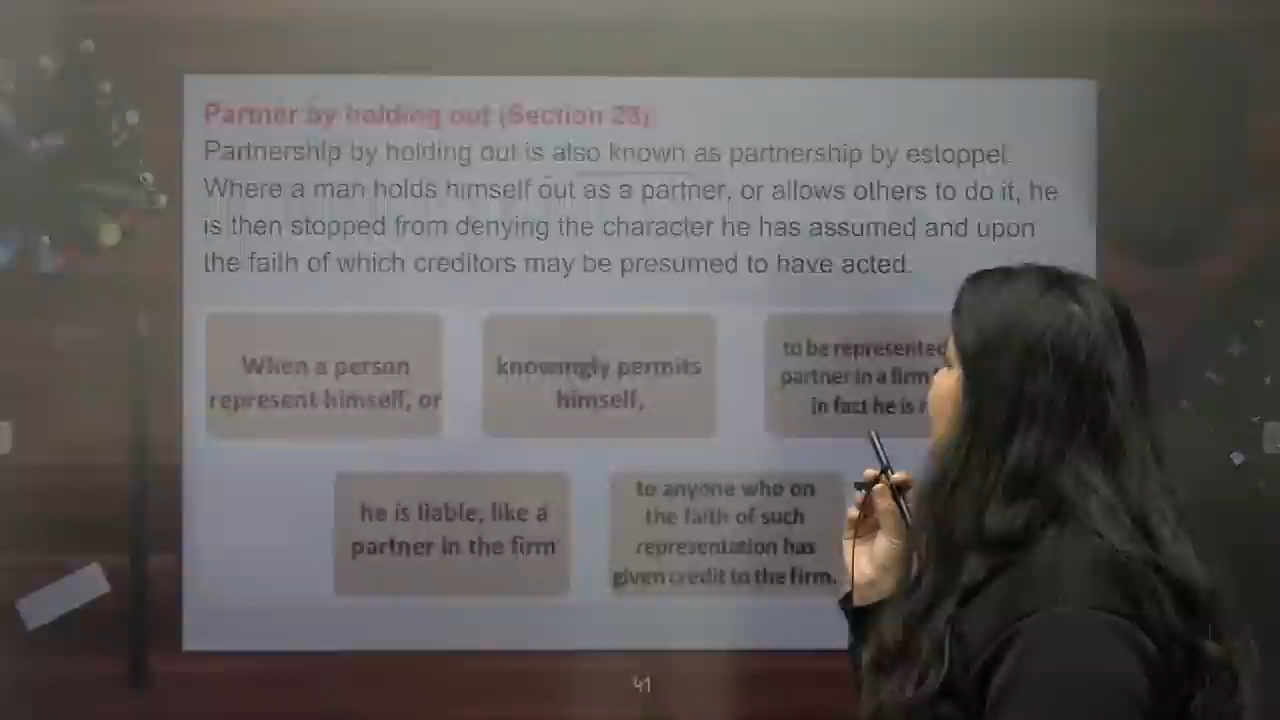 Partner by holding out (Section 28)
Partnership by holding out is also known as partnership by estoppel.
Where a man holds himself out as a partner, or allows others to do it, he
is then stopped from denying the character he has assumed and upon
the faith of which creditors may be presumed to have acted.
When a person
represent himself, or
knowingly permits
himself,
to be represented
partner in a firm
in fact he is
he is liable, like a
partner in the firm
to anyone who on
the faith of such
representation has
given credit to the firm.
41